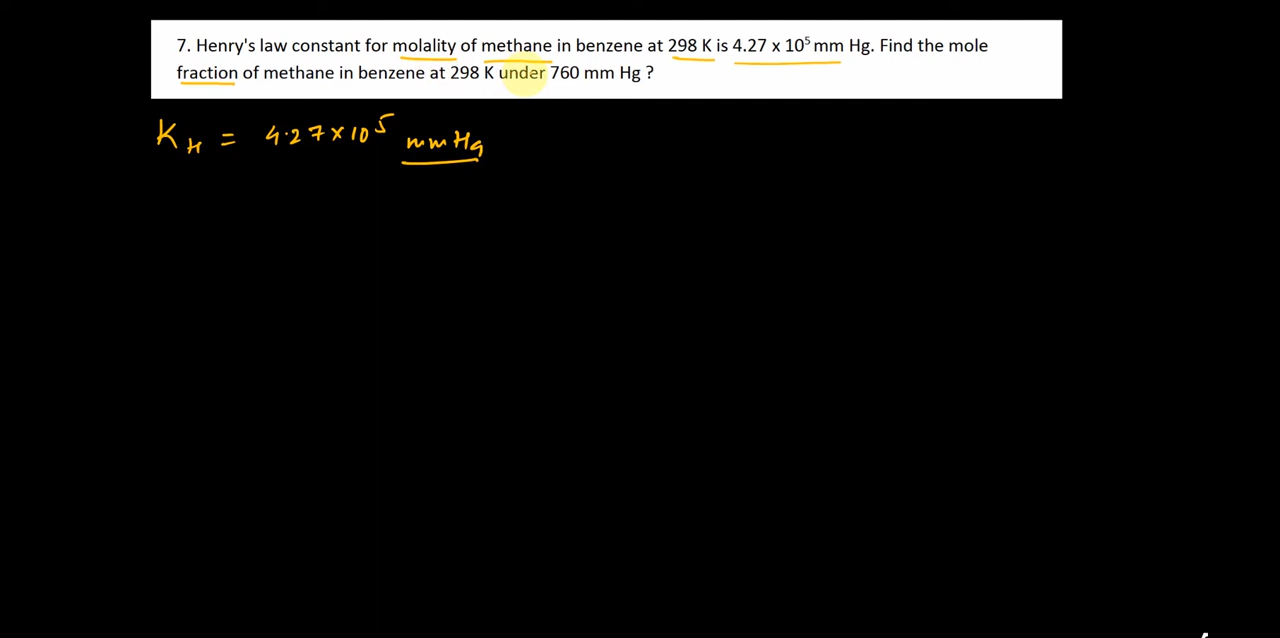 7. Henry's law constant for molality of methane in benzene at 298 K is 4.27 x 10⁵ mm Hg. Find the mole
fraction of methane in benzene at 298 K under 760 mm Hg ?
K_H = 4.27×10⁵ mmHg